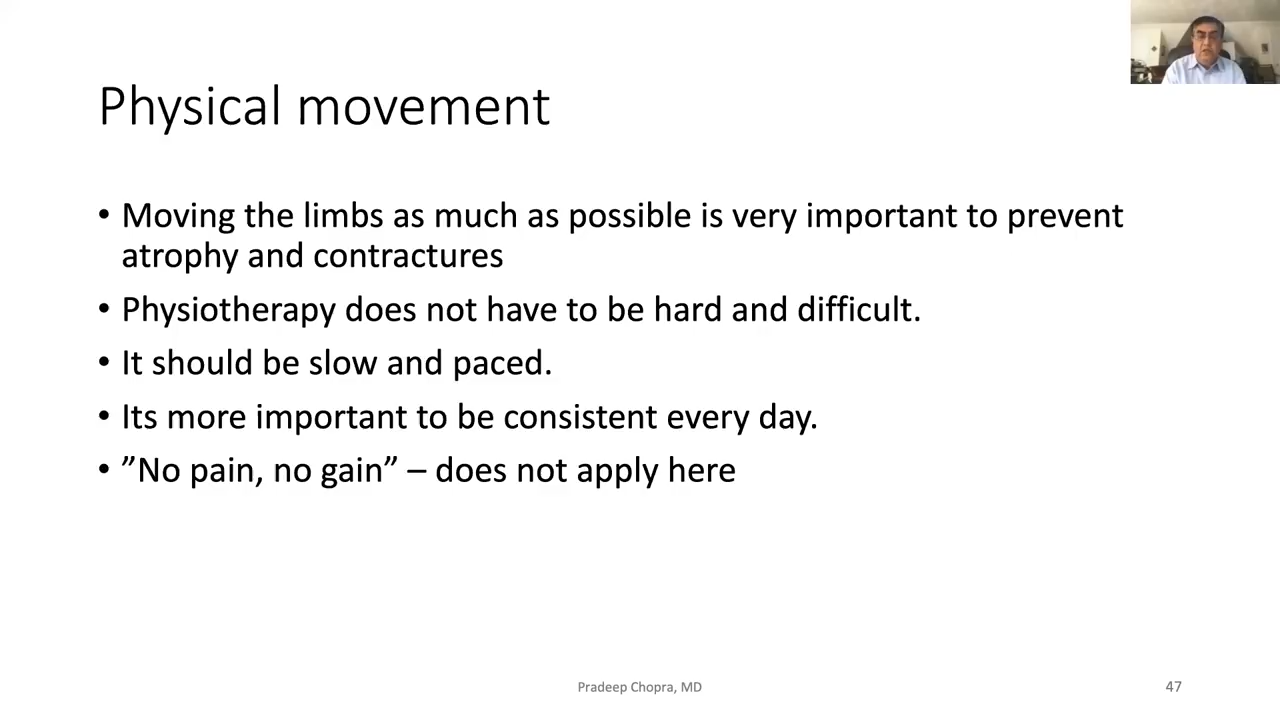 Physical movement
• Moving the limbs as much as possible is very important to prevent
atrophy and contractures
• Physiotherapy does not have to be hard and difficult.
• It should be slow and paced.
• Its more important to be consistent every day.
• ”No pain, no gain” – does not apply here
Pradeep Chopra, MD
47